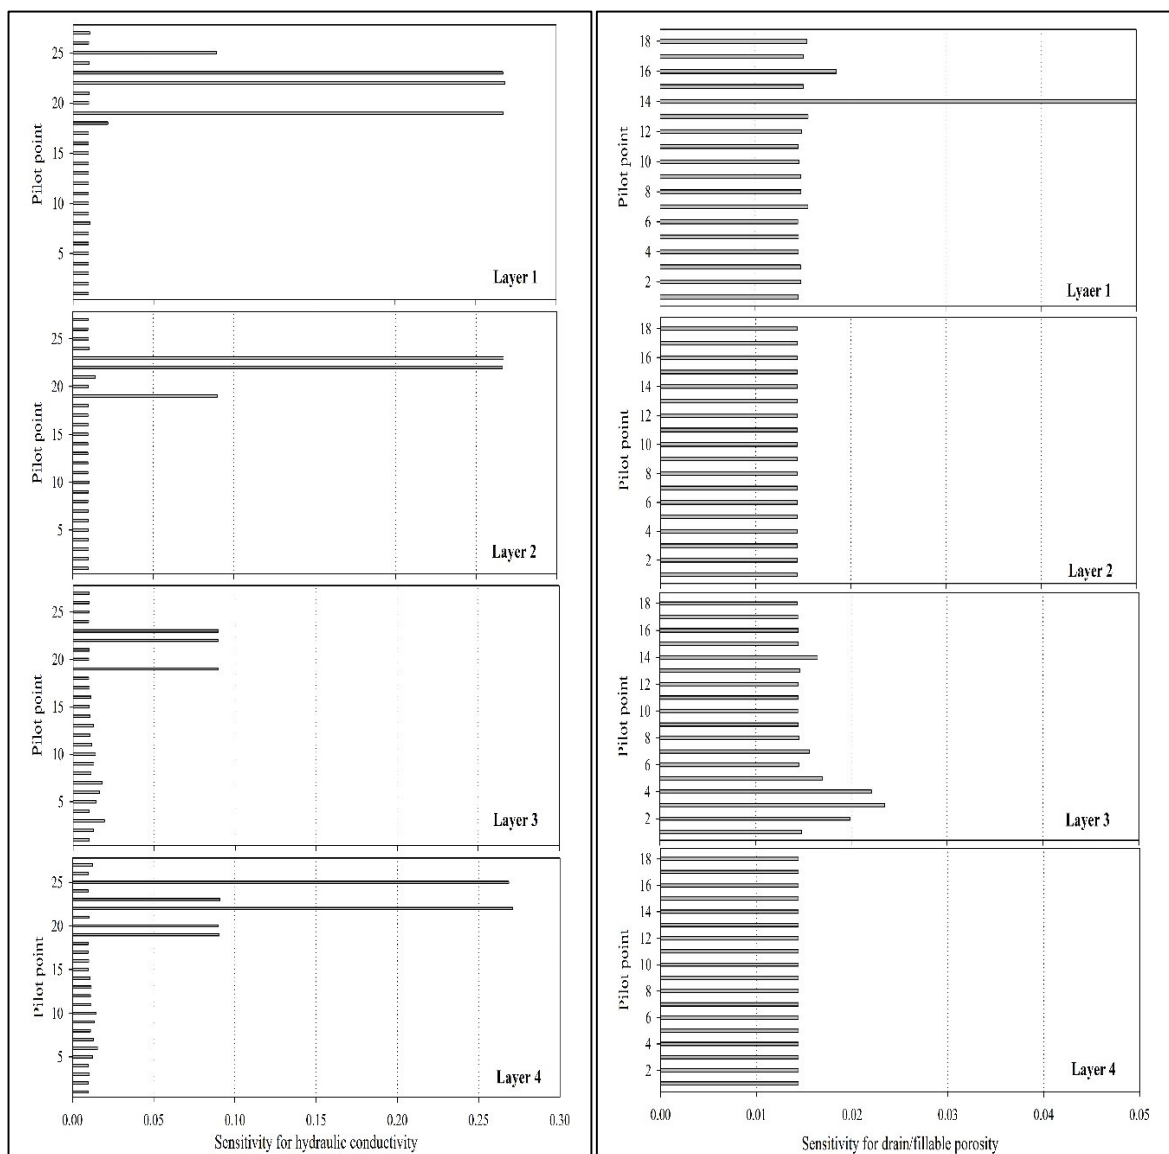 25
20
15
10
5
Pilot point
Layer 1
25
20
15
10
5
Pilot point
Layer 2
25
20
15
10
5
Pilot point
Layer 3
25
20
15
10
5
Pilot point
Layer 4
0.00 0.05 0.10 0.15 0.20 0.25 0.30
Sensitivity for hydraulic conductivity
18
16
14
12
10
8
6
4
2
Pilot point
Lyaer 1
18
16
14
12
10
8
6
4
2
Pilot point
Layer 2
18
16
14
12
10
8
6
4
2
Pilot point
Layer 3
18
16
14
12
10
8
6
4
2
Pilot point
Layer 4
0.00 0.01 0.02 0.03 0.04 0.05
Sensitivity for drain/fillable porosity